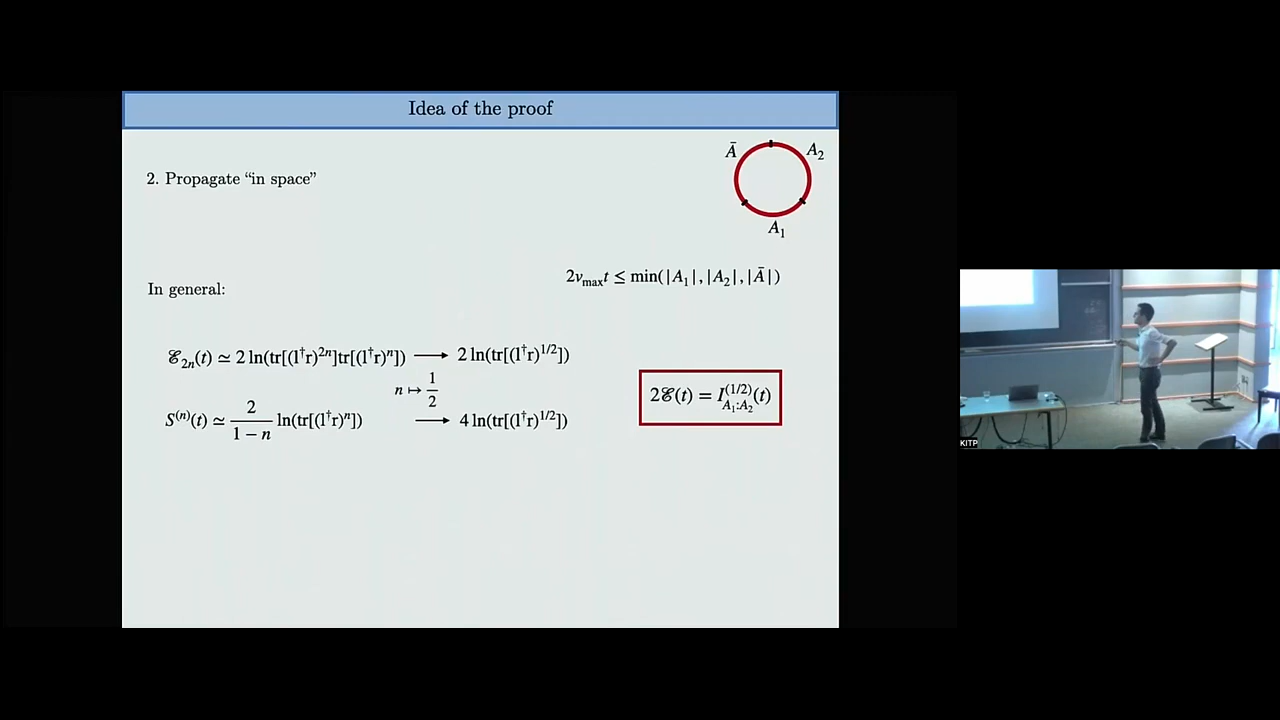 Idea of the proof
Ā
A₂
2. Propagate “in space”
A₁
2v_max t ≤ min(|A₁|,|A₂|,|Ā|)
In general:
ℰ₂ₙ(t) ≃ 2 ln(tr[(l†r)²ⁿ]tr[(l†r)ⁿ]) ⟶ 2 ln(tr[(l†r)^{1/2}])
n ↦ 1/2
2ℰ(t) = I^{(1/2)}_{A₁:A₂}(t)
S⁽ⁿ⁾(t) ≃ 2/(1 − n) ln(tr[(l†r)ⁿ]) ⟶ 4 ln(tr[(l†r)^{1/2}])
KITP